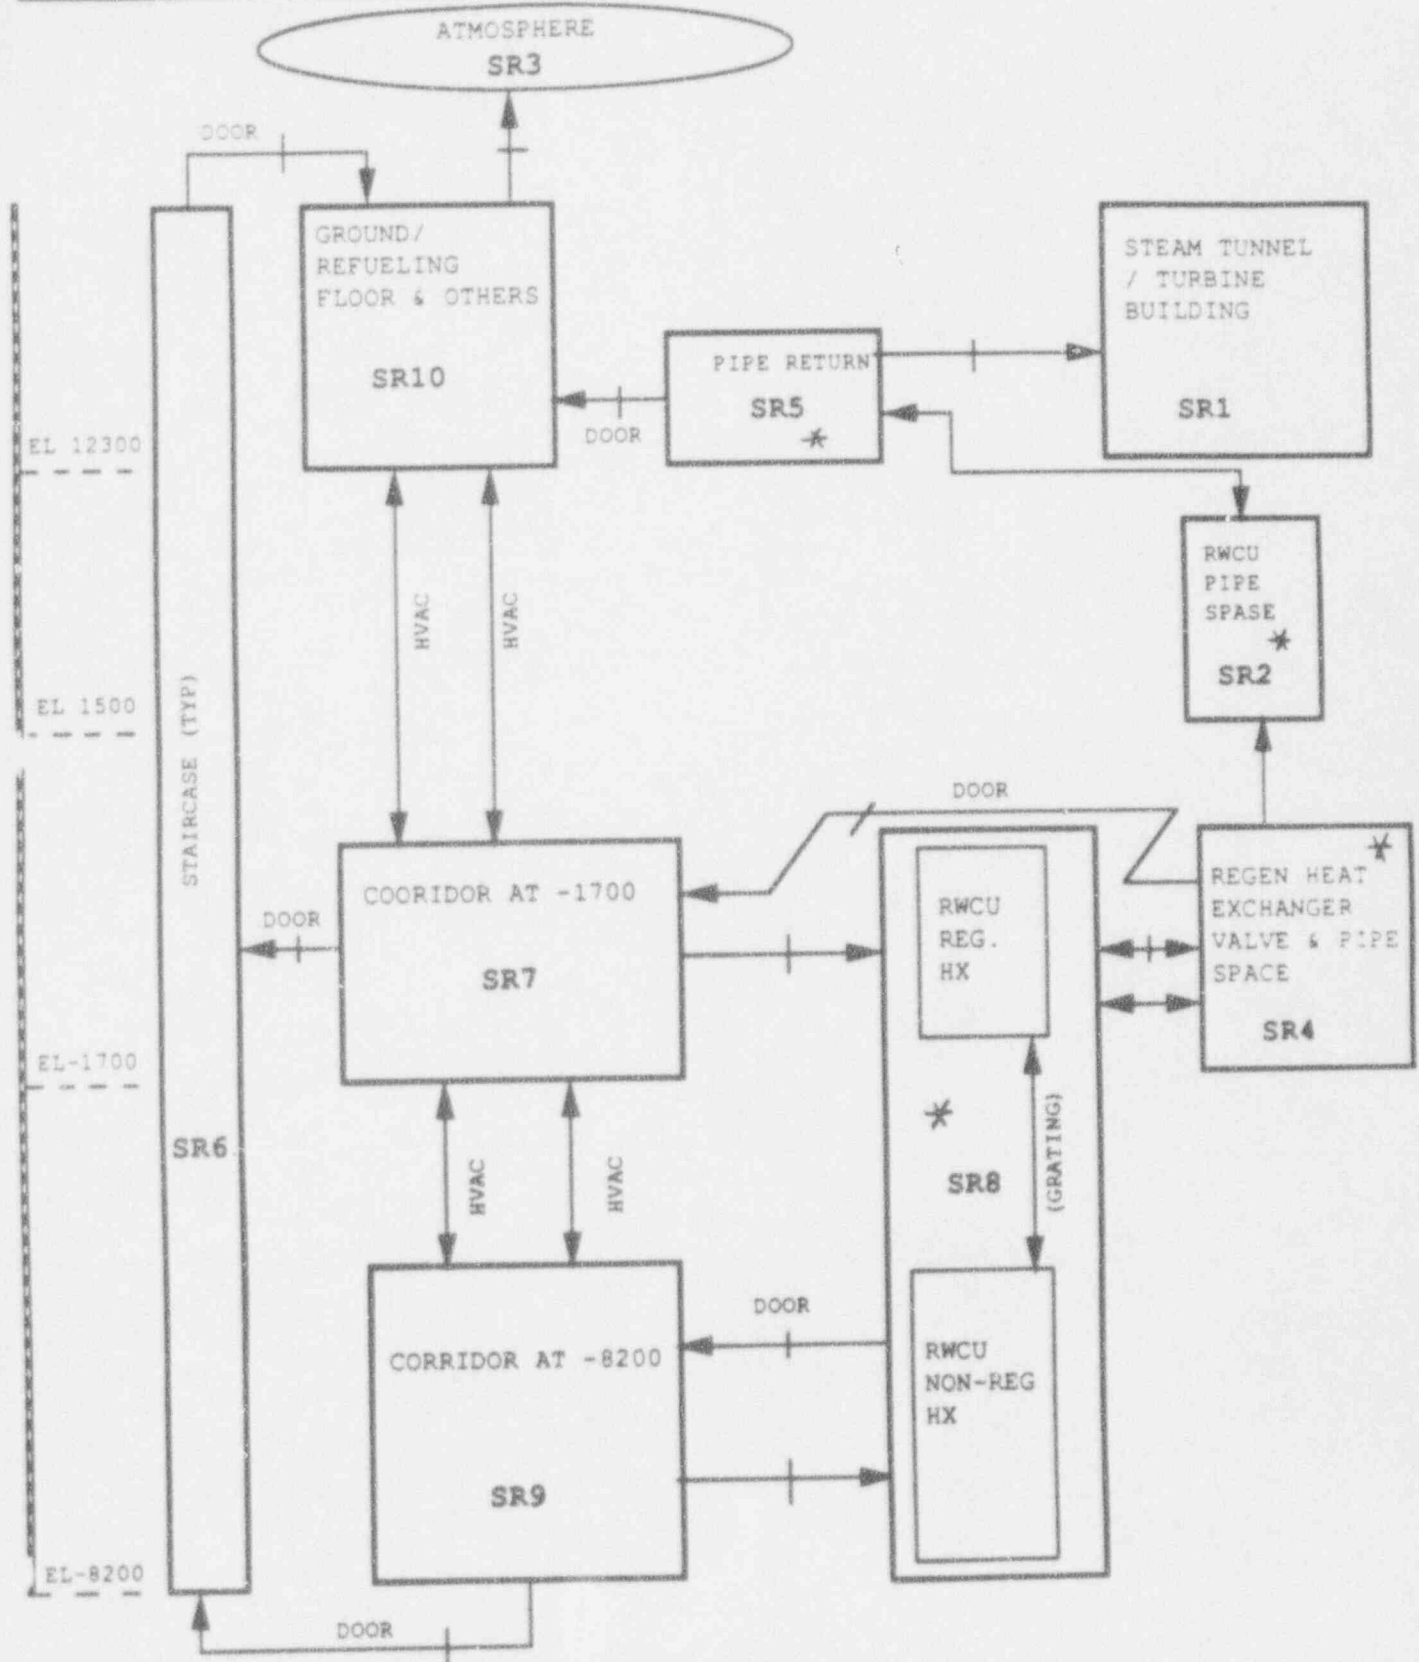 ATMOSPHERE
SR3
DOOR
GROUND/
REFUELING
FLOOR & OTHERS
SR10
STEAM TUNNEL
/ TURBINE
BUILDING
SR1
PIPE RETURN
SR5
*
DOOR
EL 12300
RWCU
PIPE
SPASE
*
SR2
HVAC
HVAC
EL 1500
STAIRCASE (TYP)
DOOR
COORIDOR AT -1700
SR7
DOOR
RWCU
REG.
HX
*
REGEN HEAT
EXCHANGER
VALVE & PIPE
SPACE
SR4
EL-1700
SR6
HVAC
HVAC
*
SR8
(GRATING)
DOOR
CORRIDOR AT -8200
SR9
RWCU
NON-REG
HX
EL-8200
DOOR